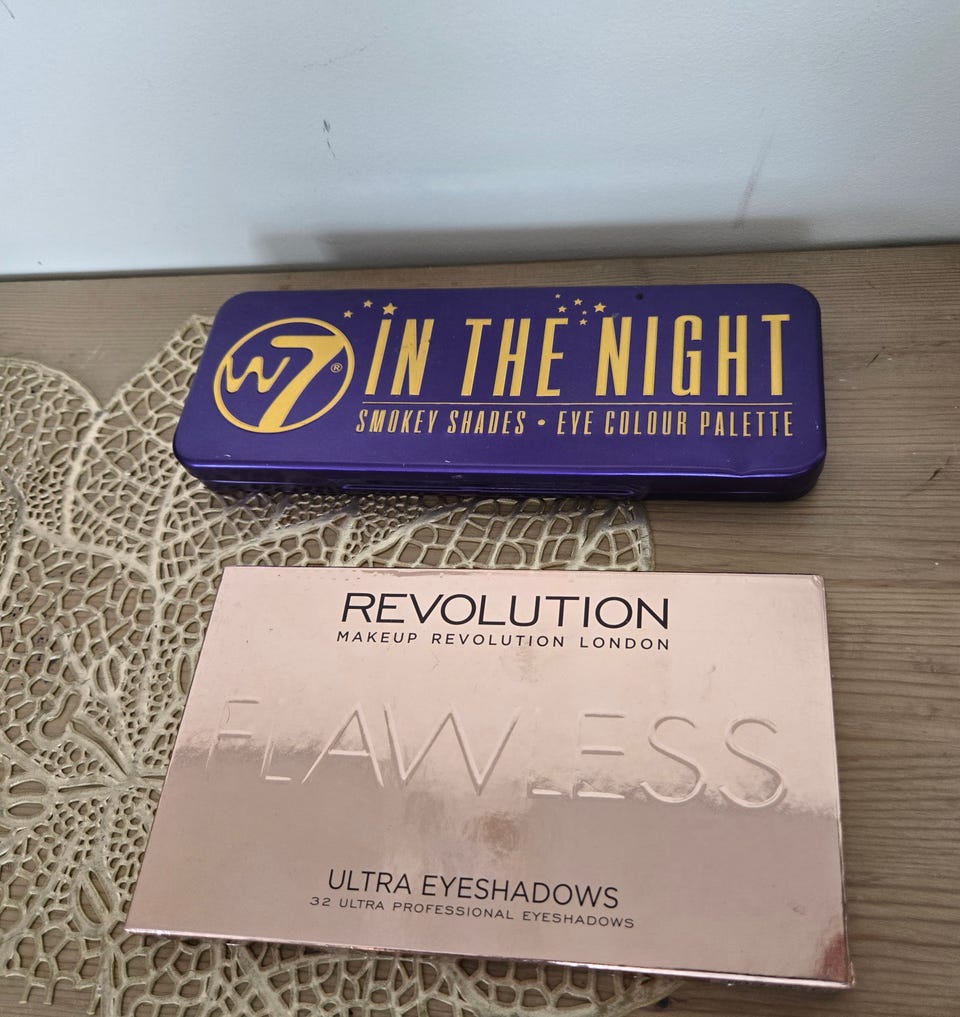 W7®
IN THE NIGHT
SMOKEY SHADES • EYE COLOUR PALETTE
REVOLUTION
MAKEUP REVOLUTION LONDON
FLAWLESS
ULTRA EYESHADOWS
32 ULTRA PROFESSIONAL EYESHADOWS